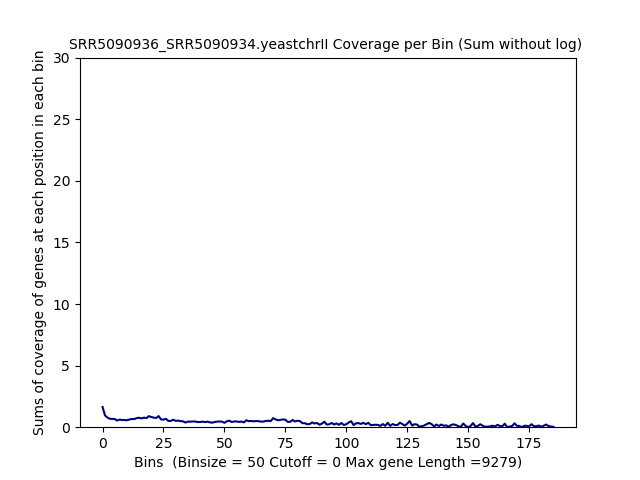 SRR5090936_SRR5090934.yeastchrII Coverage per Bin (Sum without log)
Sums of coverage of genes at each position in each bin
30
25
20
15
10
5
0
0 25 50 75 100 125 150 175
Bins  (Binsize = 50 Cutoff = 0 Max gene Length =9279)